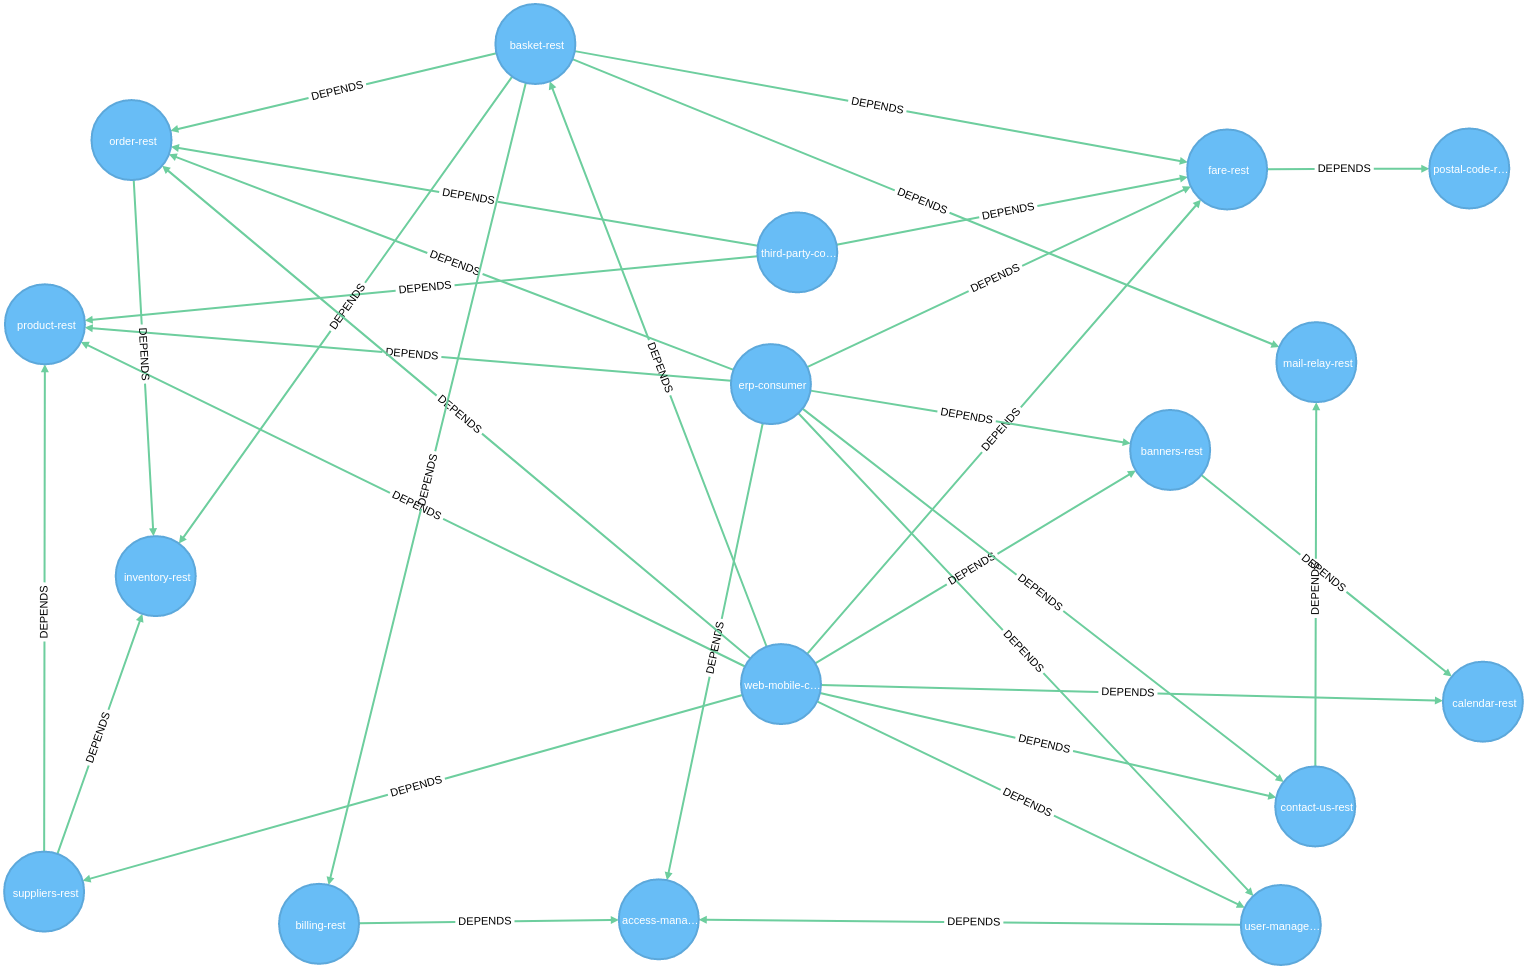 basket-rest
DEPENDS
DEPENDS
order-rest
fare-rest
DEPENDS
postal-code-r…
DEPENDS
DEPENDS
DEPENDS
third-party-co…
DEPENDS
DEPENDS
DEPENDS
DEPENDS
product-rest
DEPENDS
DEPENDS
DEPENDS
DEPENDS
mail-relay-rest
erp-consumer
DEPENDS
DEPENDS
DEPENDS
banners-rest
DEPENDS
DEPENDS
inventory-rest
DEPENDS
DEPENDS
DEPENDS
DEPENDS
DEPENDS
DEPENDS
DEPENDS
web-mobile-c…
DEPENDS
calendar-rest
DEPENDS
DEPENDS
DEPENDS
DEPENDS
contact-us-rest
suppliers-rest
billing-rest
DEPENDS
access-mana…
DEPENDS
user-manage…